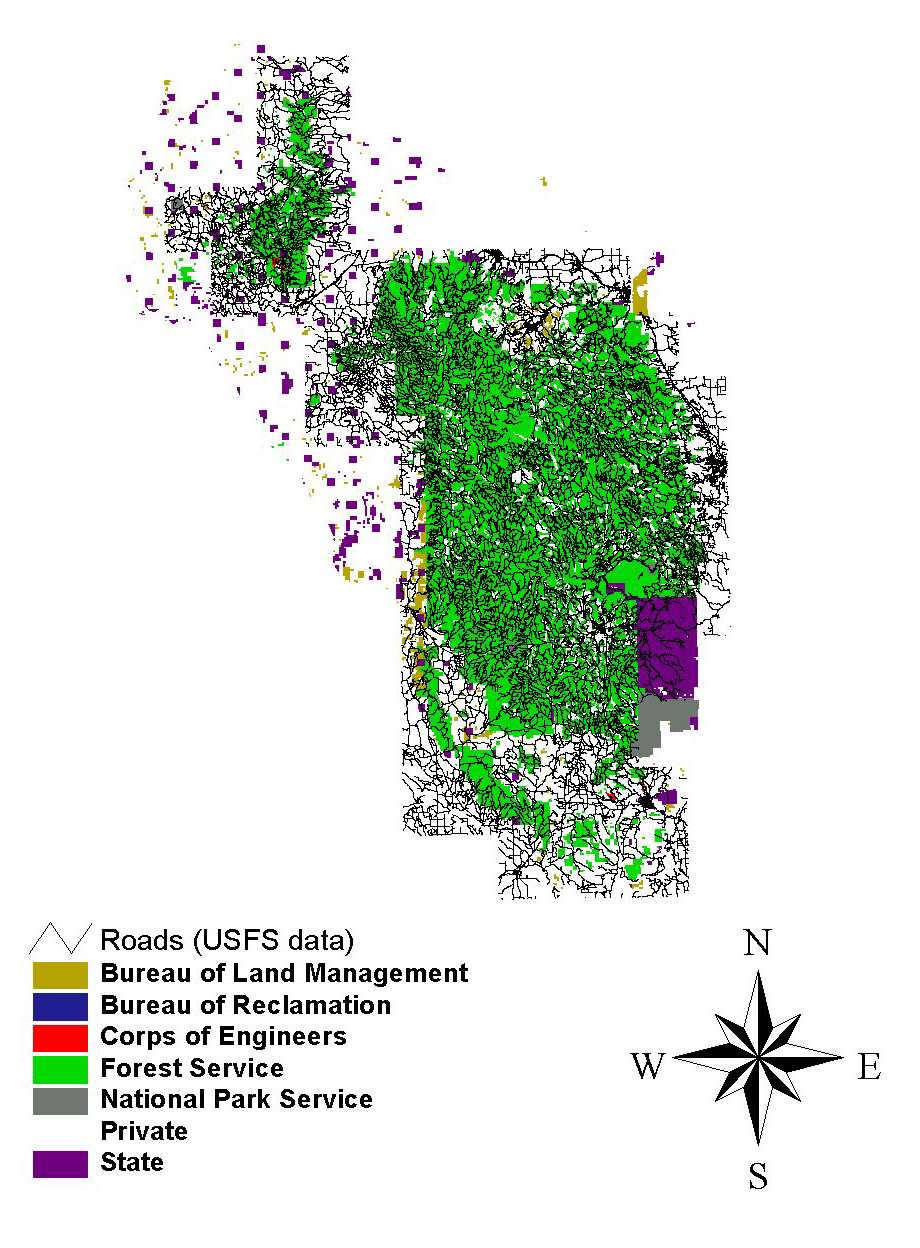 Roads (USFS data)
Bureau of Land Management
Bureau of Reclamation
Corps of Engineers
Forest Service
National Park Service
Private
State
N
W E
S